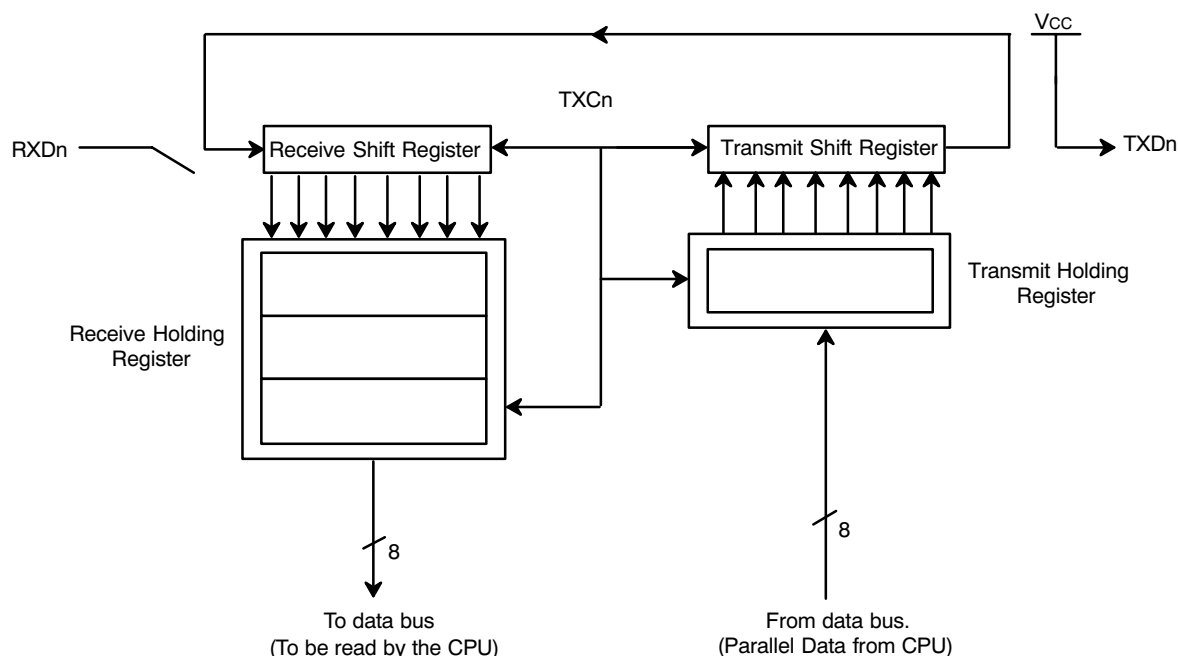 VCC
TXCn
RXDn
Receive Shift Register
Transmit Shift Register
TXDn
Transmit Holding
Register
Receive Holding
Register
8
8
To data bus
(To be read by the CPU)
From data bus.
(Parallel Data from CPU)